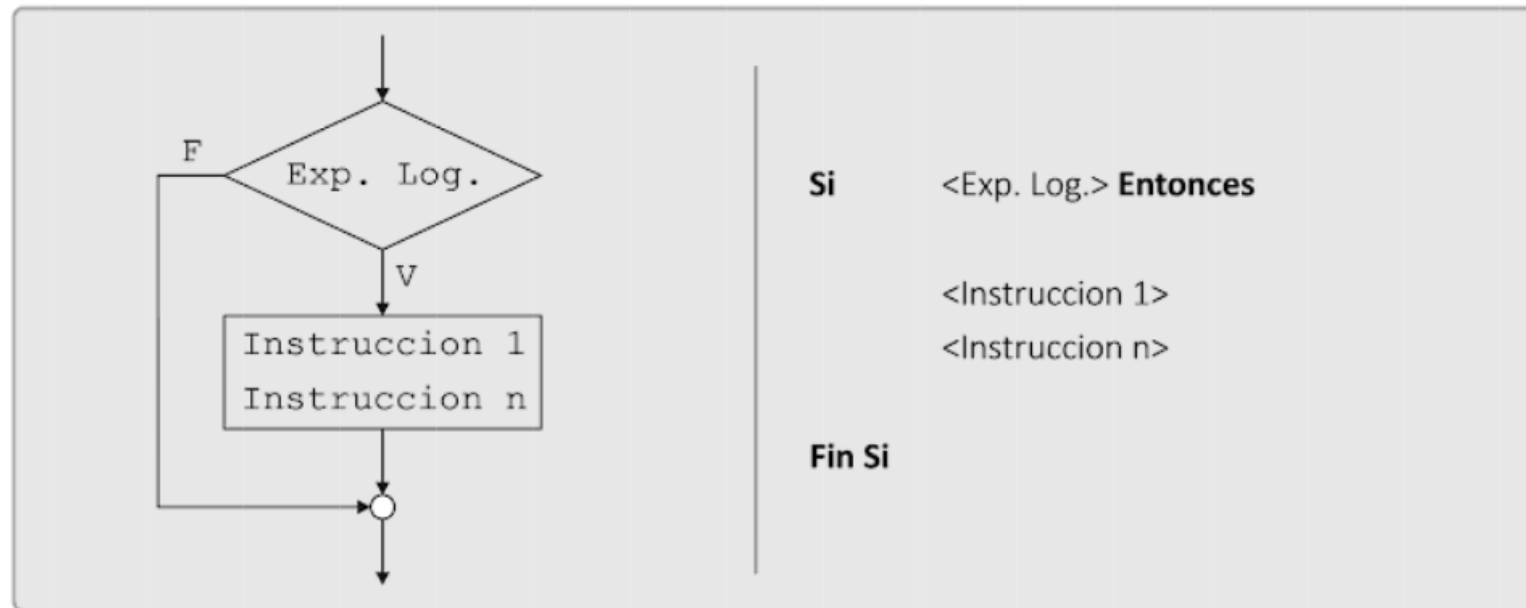 F
Exp. Log.
V
Instruccion 1
Instruccion n
Si <Exp. Log.> Entonces
<Instruccion 1>
<Instruccion n>
Fin Si